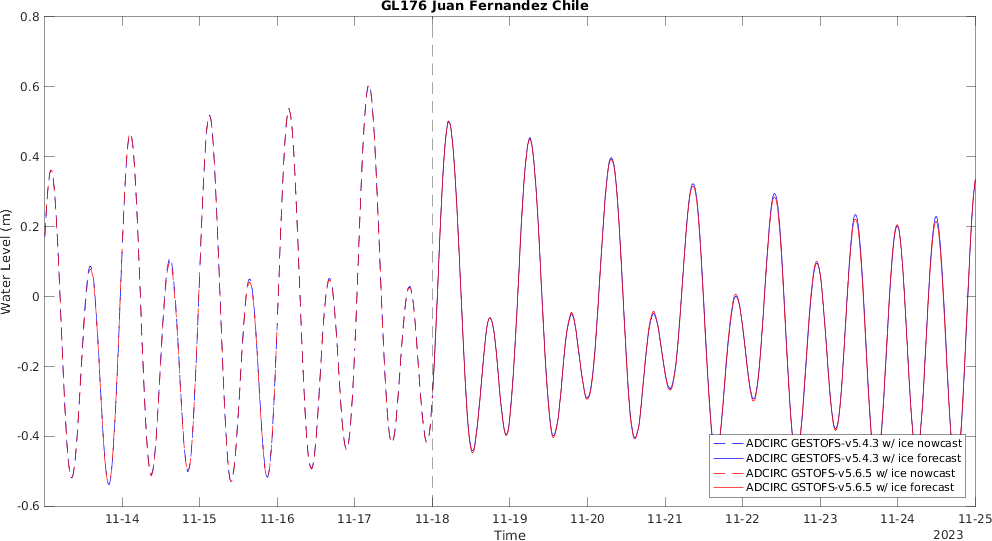 GL176 Juan Fernandez Chile
0.8
0.6
0.4
0.2
0
-0.2
-0.4
-0.6
Water Level (m)
ADCIRC GESTOFS-v5.4.3 w/ ice nowcast
ADCIRC GESTOFS-v5.4.3 w/ ice forecast
ADCIRC GSTOFS-v5.6.5 w/ ice nowcast
ADCIRC GSTOFS-v5.6.5 w/ ice forecast
11-14 11-15 11-16 11-17 11-18 11-19 11-20 11-21 11-22 11-23 11-24 11-25
Time
2023